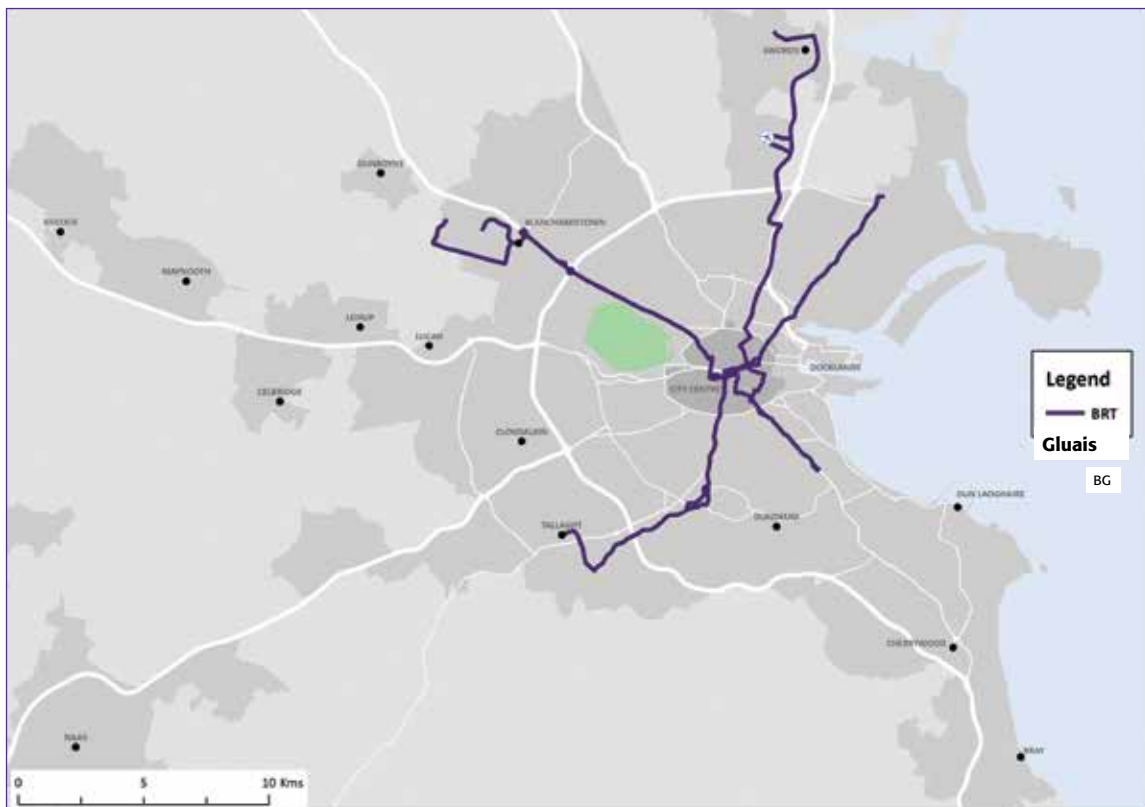 SWORDS
DUNBOYNE
BLANCHARDSTOWN
KILCOCK
MAYNOOTH
LEIXLIP
LUCAN
DOCKLANDS
CITY CENTRE
CELBRIDGE
CLONDALKIN
Legend
BRT
Gluais
BG
DUN LAOGHAIRE
TALLAGHT
DUNDRUM
CHERRYWOOD
NAAS
BRAY
0 5 10 Kms